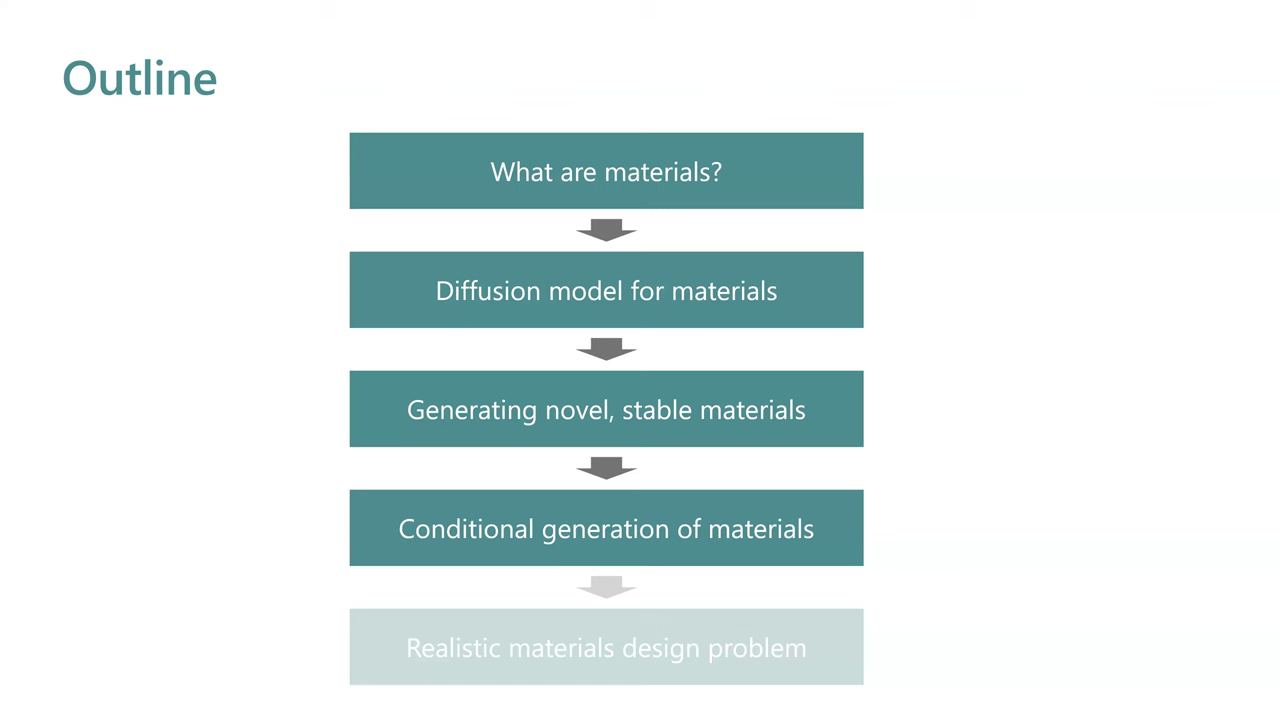 Outline
What are materials?
Diffusion model for materials
Generating novel, stable materials
Conditional generation of materials
Realistic materials design problem